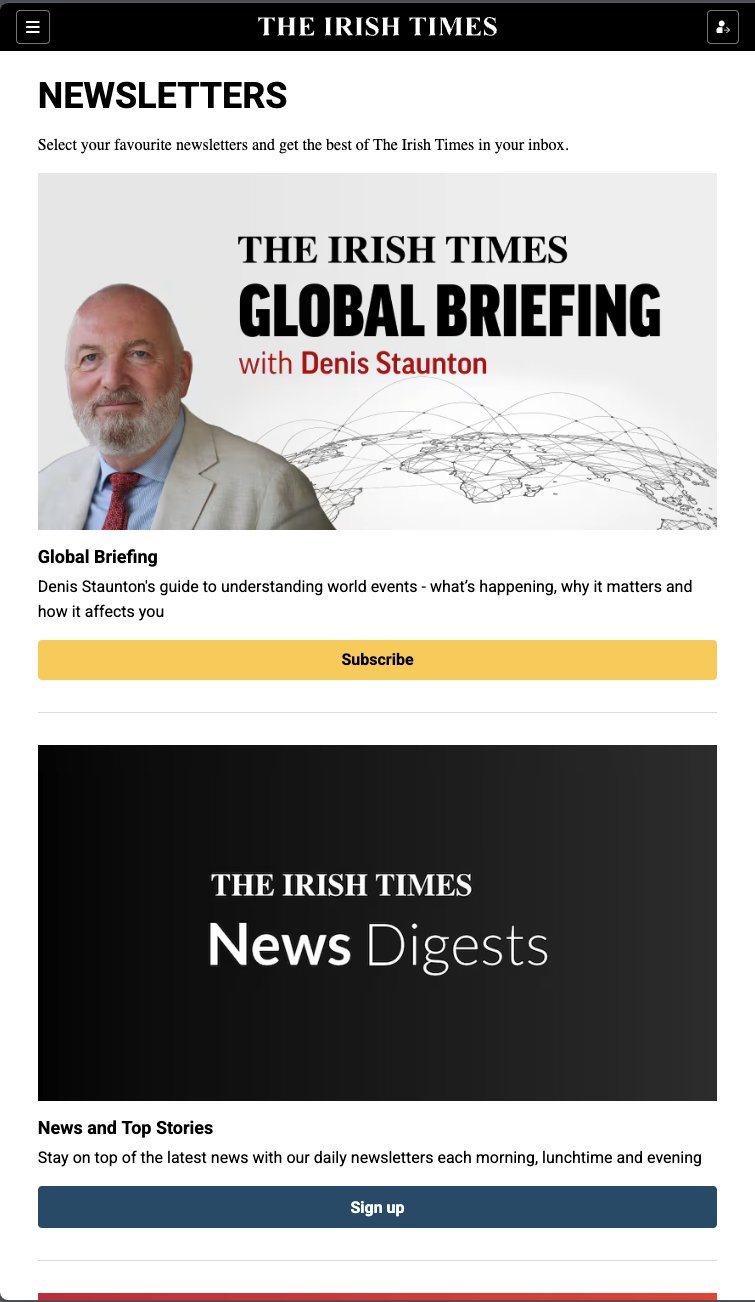 THE IRISH TIMES
NEWSLETTERS
Select your favourite newsletters and get the best of The Irish Times in your inbox.
THE IRISH TIMES
GLOBAL BRIEFING
with Denis Staunton
Global Briefing
Denis Staunton's guide to understanding world events - what’s happening, why it matters and
how it affects you
Subscribe
THE IRISH TIMES
News Digests
News and Top Stories
Stay on top of the latest news with our daily newsletters each morning, lunchtime and evening
Sign up